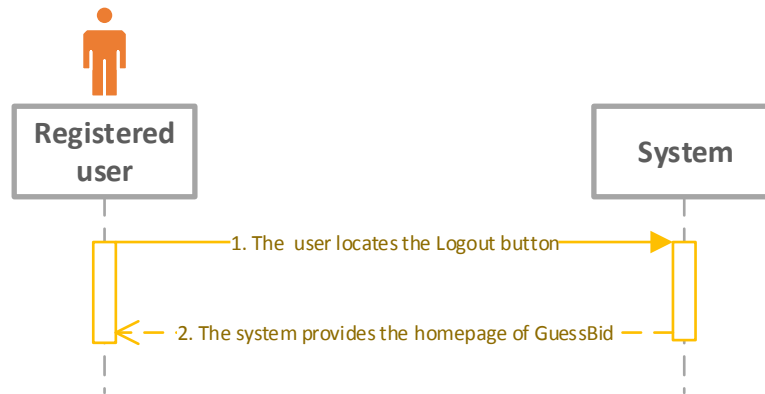 Registered
user
System
1. The  user locates the Logout button
2. The system provides the homepage of GuessBid